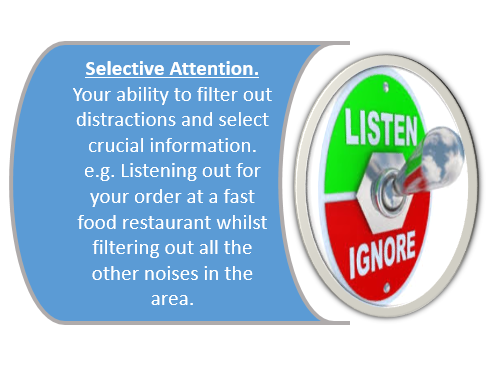 Selective Attention.
Your ability to filter out
distractions and select
crucial information.
e.g. Listening out for
your order at a fast
food restaurant whilst
filtering out all the
other noises in the
area.
LISTEN
IGNORE